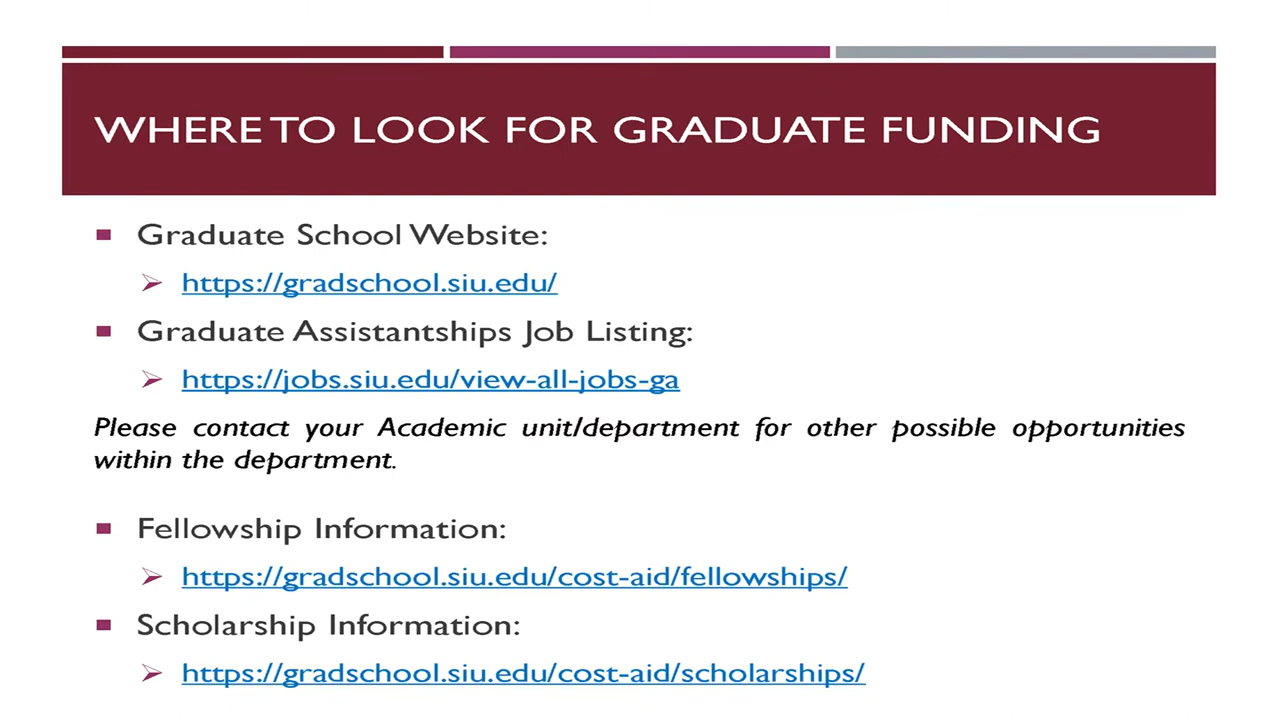 WHERE TO LOOK FOR GRADUATE FUNDING
Graduate School Website:
https://gradschool.siu.edu/
Graduate Assistantships Job Listing:
https://jobs.siu.edu/view-all-jobs-ga
Please contact your Academic unit/department for other possible opportunities
within the department.
Fellowship Information:
https://gradschool.siu.edu/cost-aid/fellowships/
Scholarship Information:
https://gradschool.siu.edu/cost-aid/scholarships/